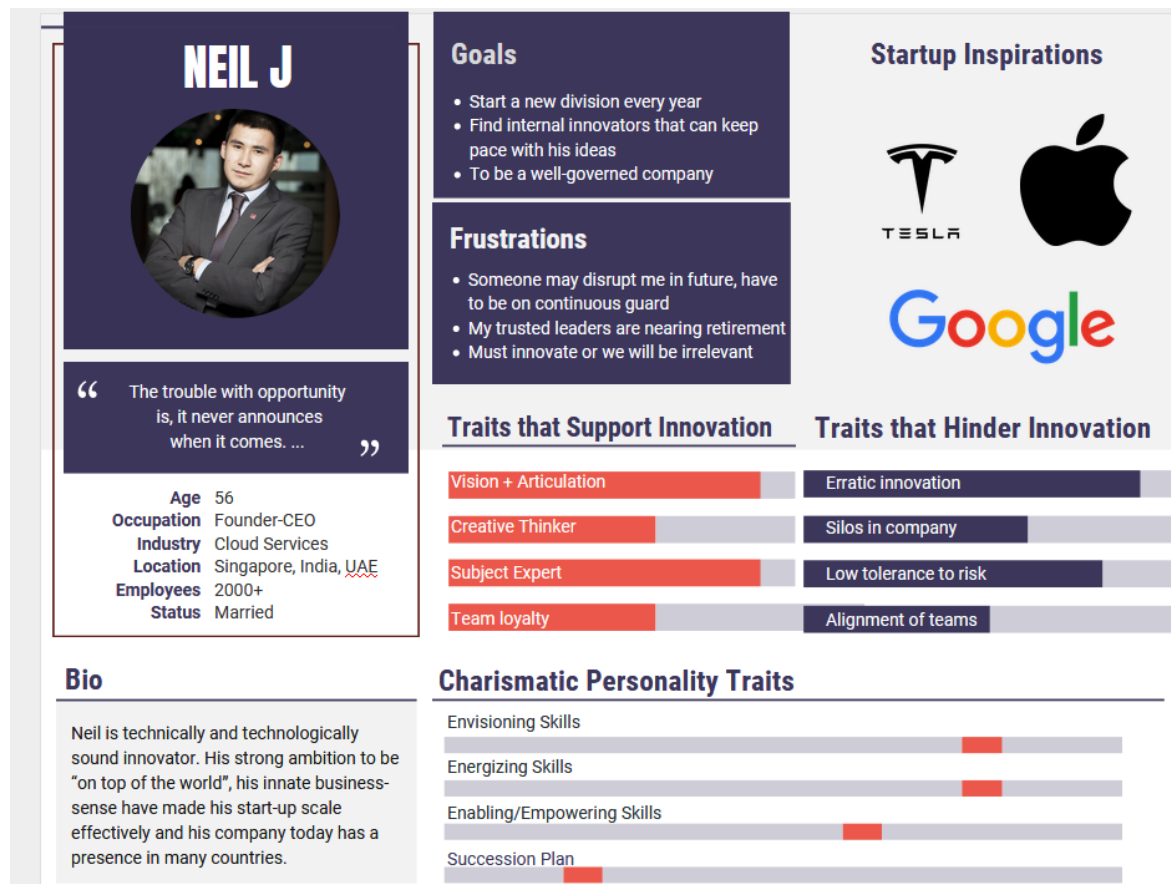 NEIL J
“ The trouble with opportunity
is, it never announces
when it comes. ... ”
Age 56
Occupation Founder-CEO
Industry Cloud Services
Location Singapore, India, UAE
Employees 2000+
Status Married
Goals
• Start a new division every year
• Find internal innovators that can keep
pace with his ideas
• To be a well-governed company
Frustrations
• Someone may disrupt me in future, have
to be on continuous guard
• My trusted leaders are nearing retirement
• Must innovate or we will be irrelevant
Startup Inspirations
TESLA
Google
Traits that Support Innovation
Vision + Articulation
Creative Thinker
Subject Expert
Team loyalty
Traits that Hinder Innovation
Erratic innovation
Silos in company
Low tolerance to risk
Alignment of teams
Bio
Neil is technically and technologically
sound innovator. His strong ambition to be
“on top of the world”, his innate business-
sense have made his start-up scale
effectively and his company today has a
presence in many countries.
Charismatic Personality Traits
Envisioning Skills
Energizing Skills
Enabling/Empowering Skills
Succession Plan